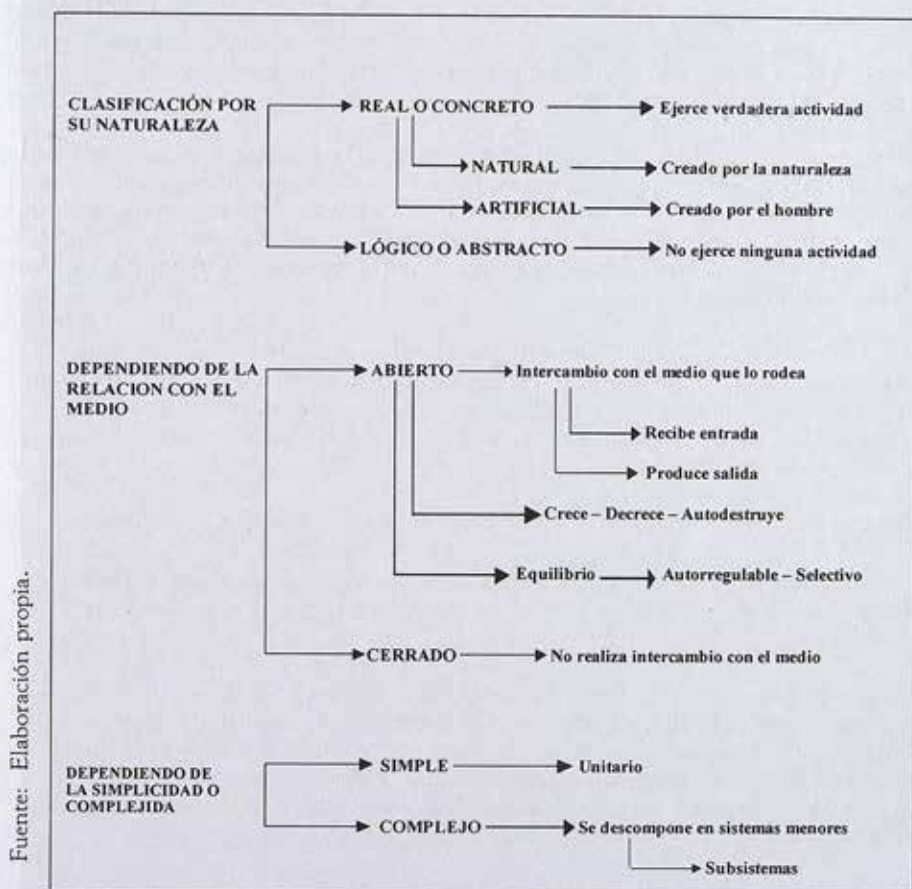 CLASIFICACIÓN POR
SU NATURALEZA
REAL O CONCRETO
Ejerce verdadera actividad
NATURAL
Creado por la naturaleza
ARTIFICIAL
Creado por el hombre
LÓGICO O ABSTRACTO
No ejerce ninguna actividad
DEPENDIENDO DE LA
RELACION CON EL
MEDIO
ABIERTO
Intercambio con el medio que lo rodea
Recibe entrada
Produce salida
Crece – Decrece – Autodestruye
Equilibrio
Autorregulable – Selectivo
CERRADO
No realiza intercambio con el medio
DEPENDIENDO DE
LA SIMPLICIDAD O
COMPLEJIDA
SIMPLE
Unitario
COMPLEJO
Se descompone en sistemas menores
Subsistemas
Fuente: Elaboración propia.